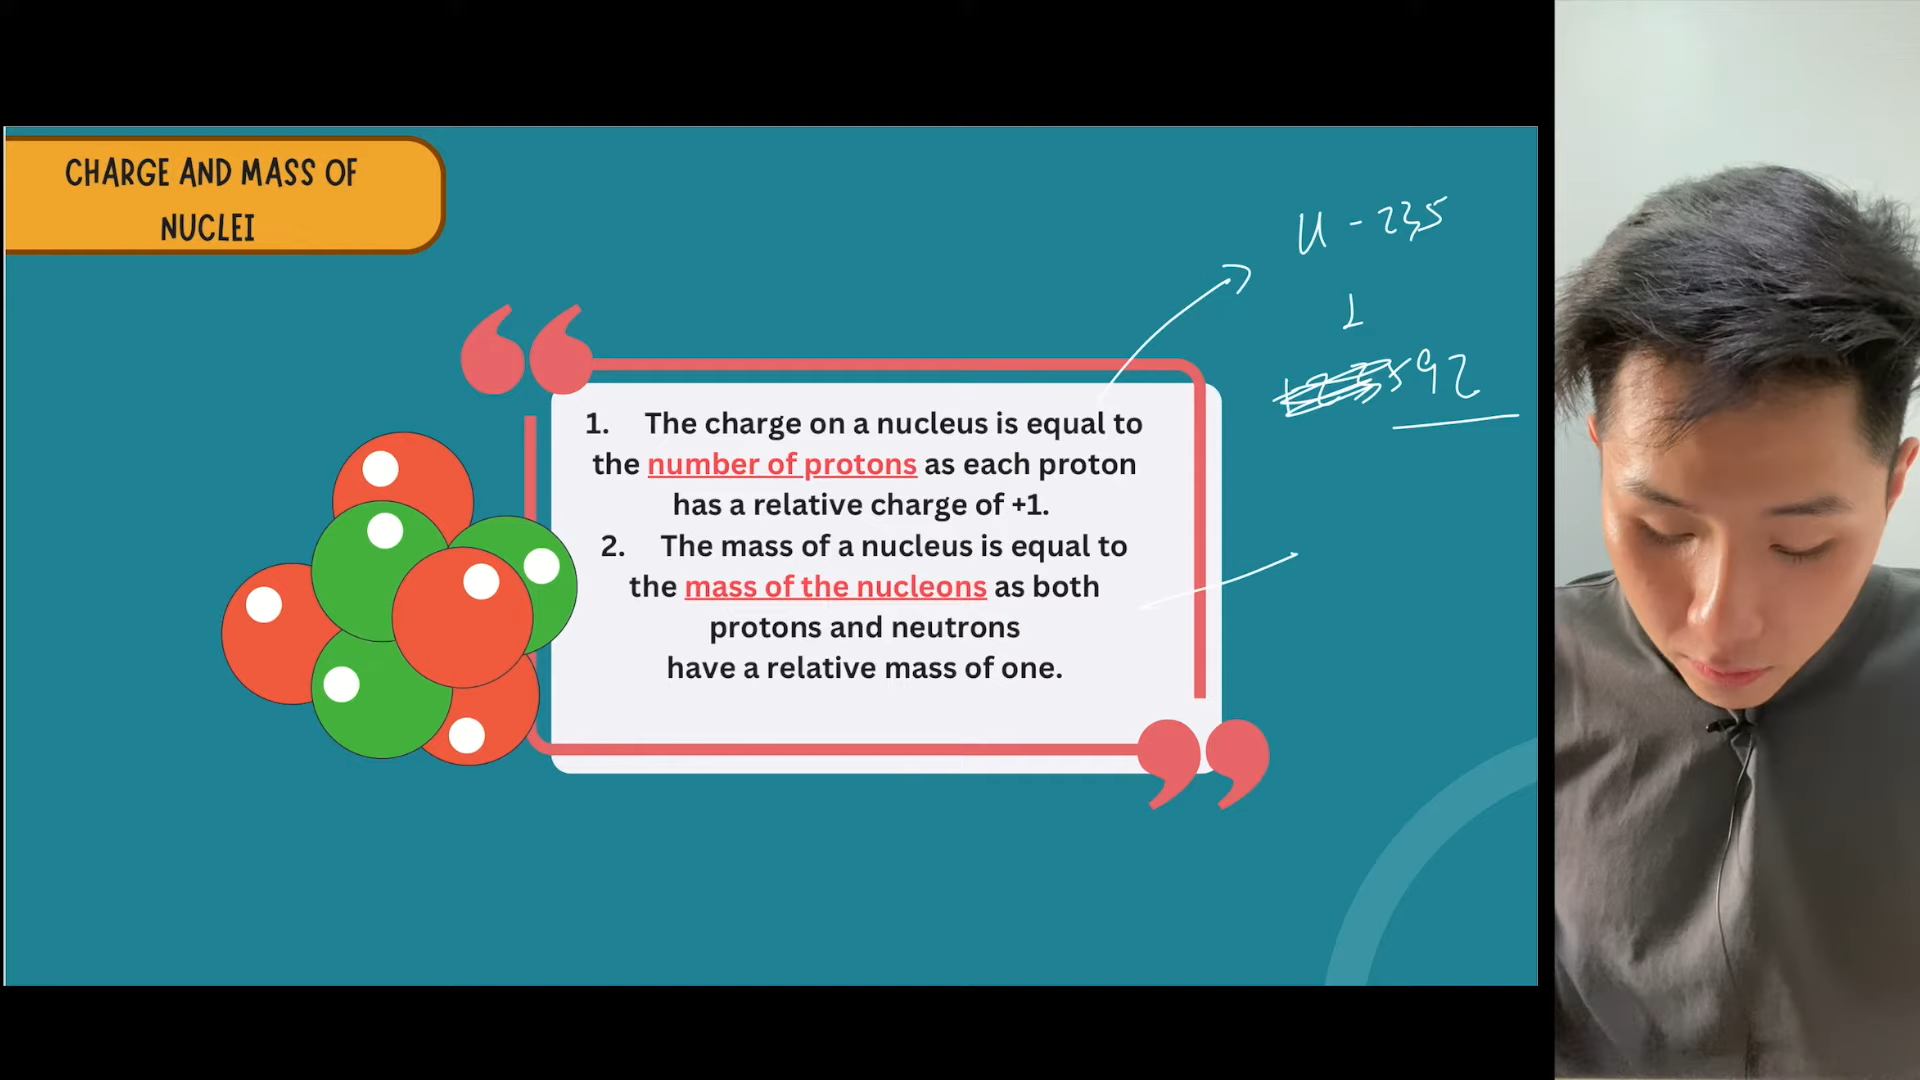 CHARGE AND MASS OF
NUCLEI
U - 235
92
1. The charge on a nucleus is equal to
the number of protons as each proton
has a relative charge of +1.
2. The mass of a nucleus is equal to
the mass of the nucleons as both
protons and neutrons
have a relative mass of one.